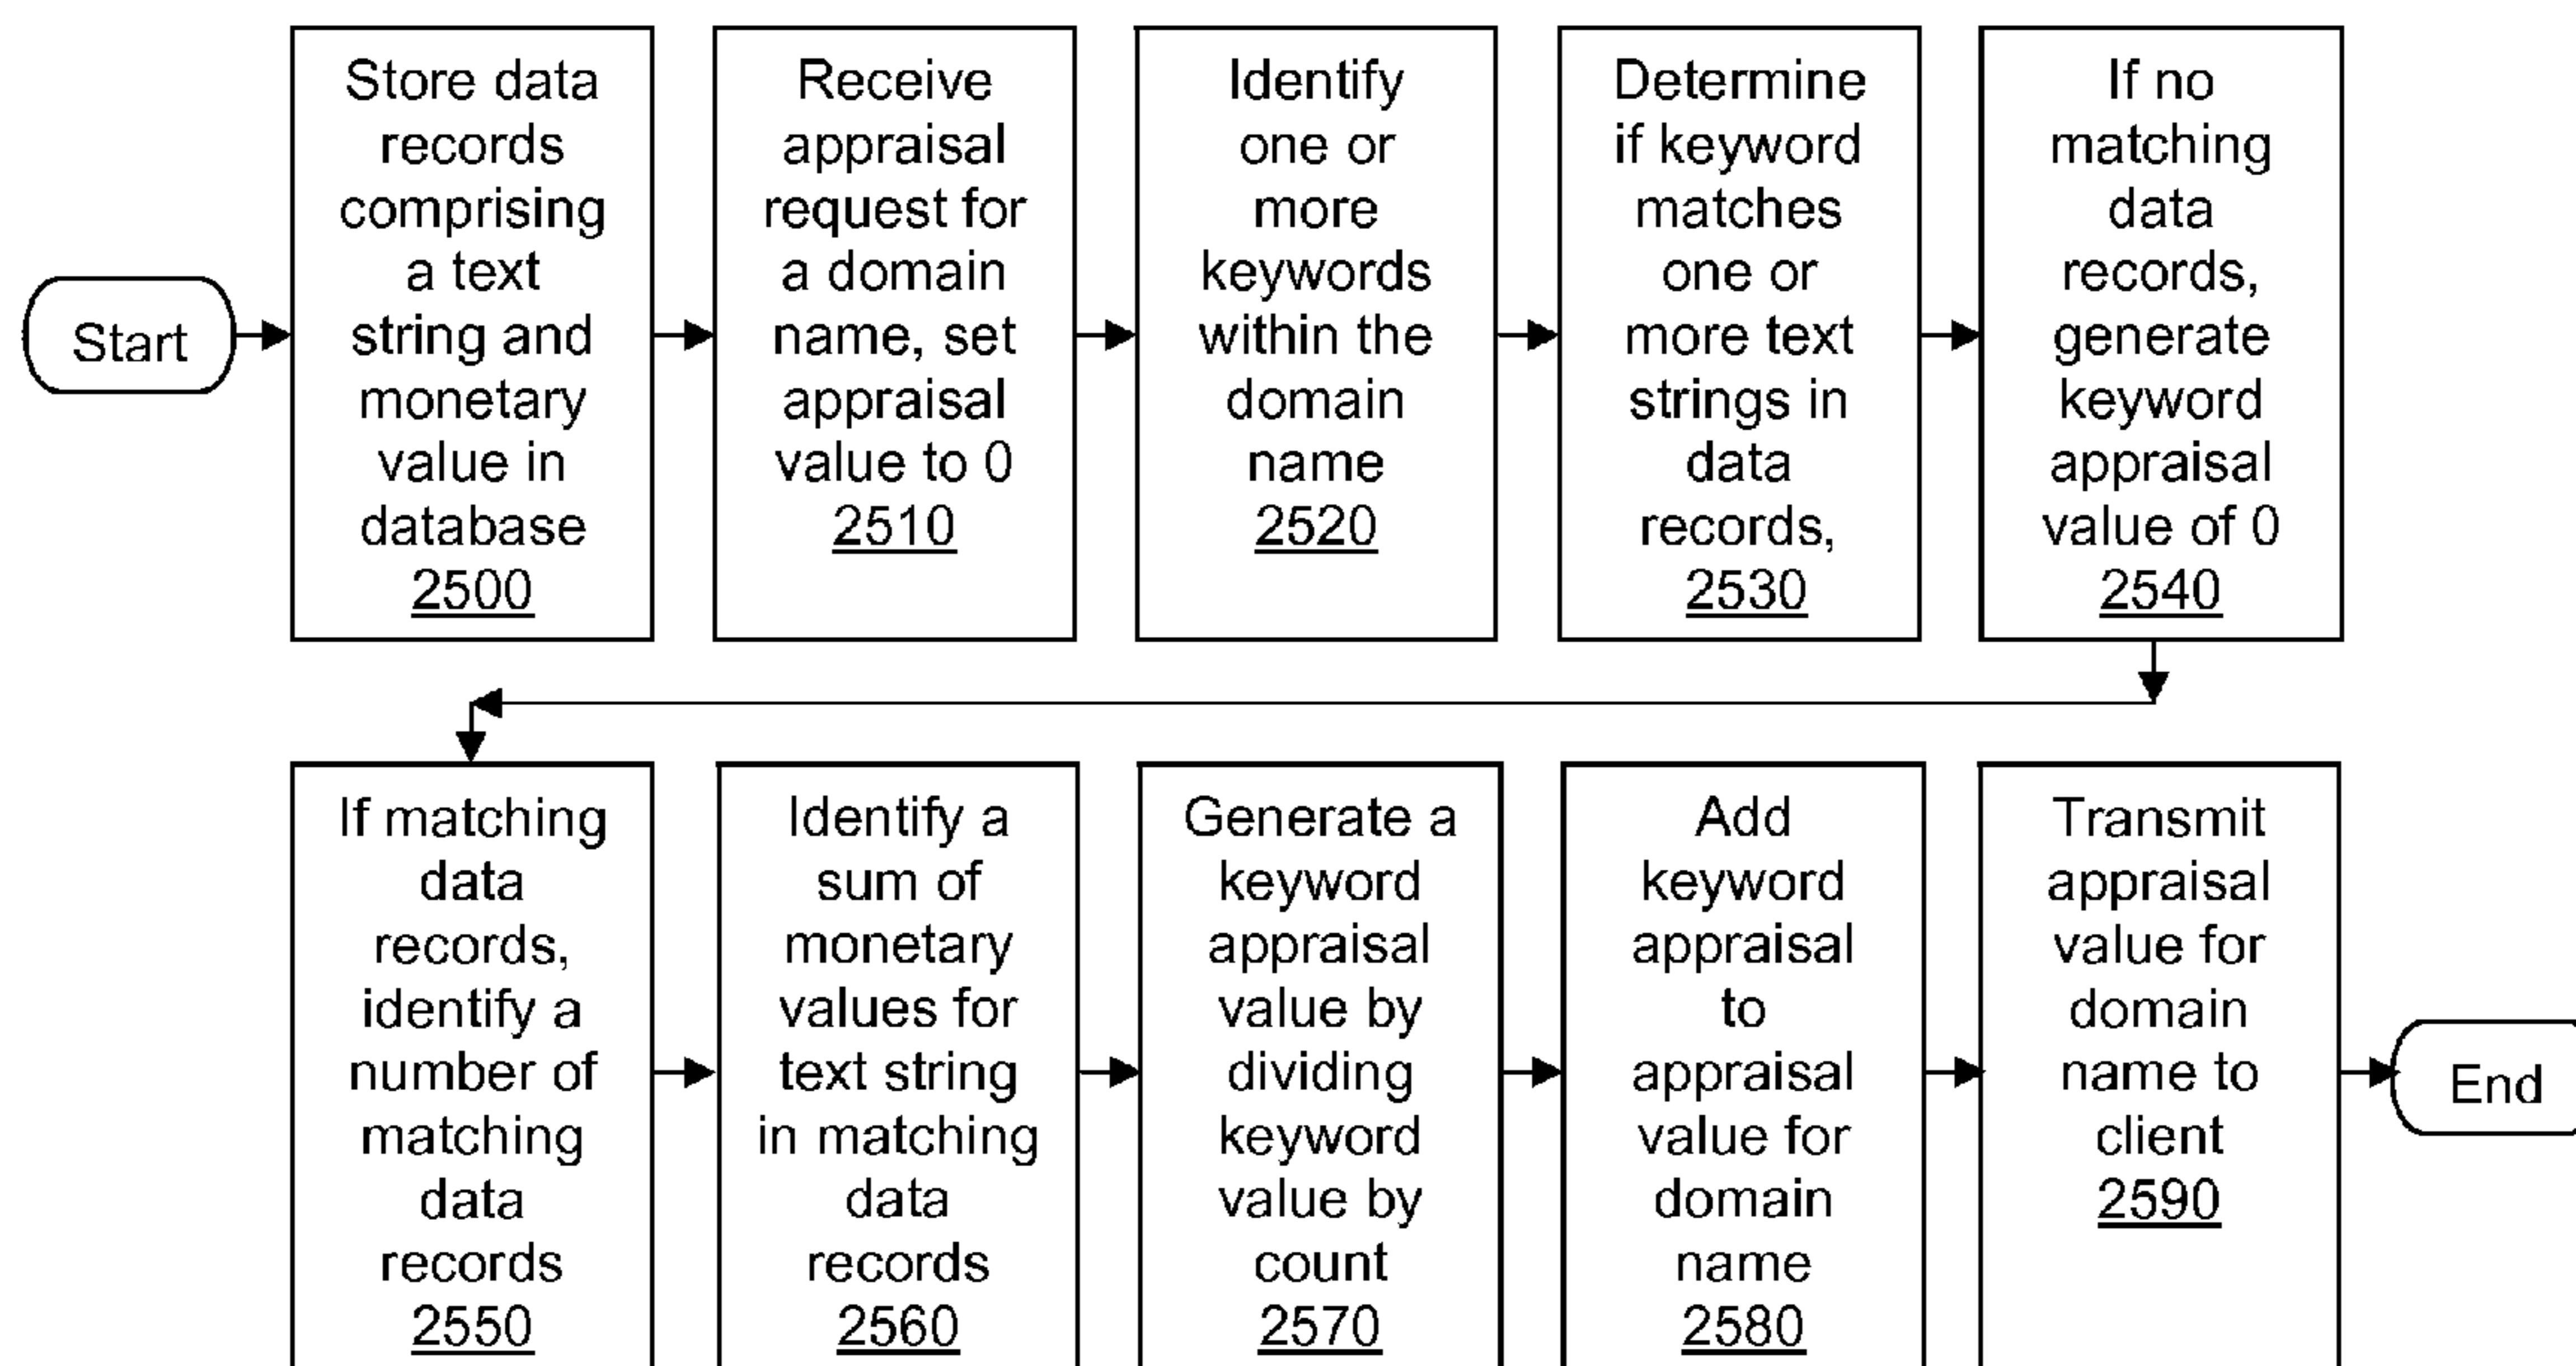 Start
Store data
records
comprising
a text
string and
monetary
value in
database
2500
Receive
appraisal
request for
a domain
name, set
appraisal
value to 0
2510
Identify
one or
more
keywords
within the
domain
name
2520
Determine
if keyword
matches
one or
more text
strings in
data
records,
2530
If no
matching
data
records,
generate
keyword
appraisal
value of 0
2540
If matching
data
records,
identify a
number of
matching
data
records
2550
Identify a
sum of
monetary
values for
text string
in matching
data
records
2560
Generate a
keyword
appraisal
value by
dividing
keyword
value by
count
2570
Add
keyword
appraisal
to
appraisal
value for
domain
name
2580
Transmit
appraisal
value for
domain
name to
client
2590
End